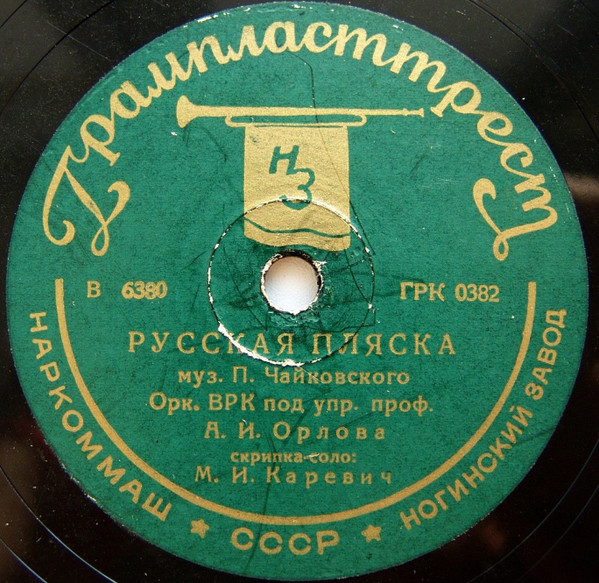 Грампласттрест
НЗ
В 6380
ГРК 0382
РУССКАЯ ПЛЯСКА
муз. П. Чайковского
Орк. ВРК под упр. проф.
А. И. Орлова
скрипка-соло:
М. И. Каревич
НАРКОММАШ ★ СССР ★ НОГИНСКИЙ ЗАВОД